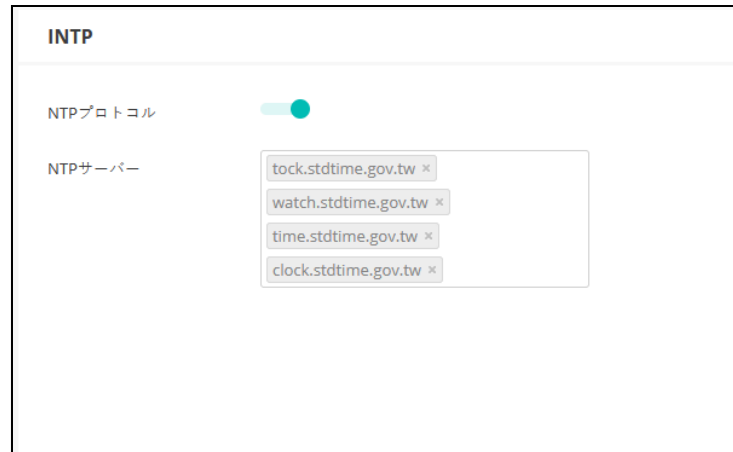 INTP
NTPプロトコル
NTPサーバー
tock.stdtime.gov.tw ×
watch.stdtime.gov.tw ×
time.stdtime.gov.tw ×
clock.stdtime.gov.tw ×